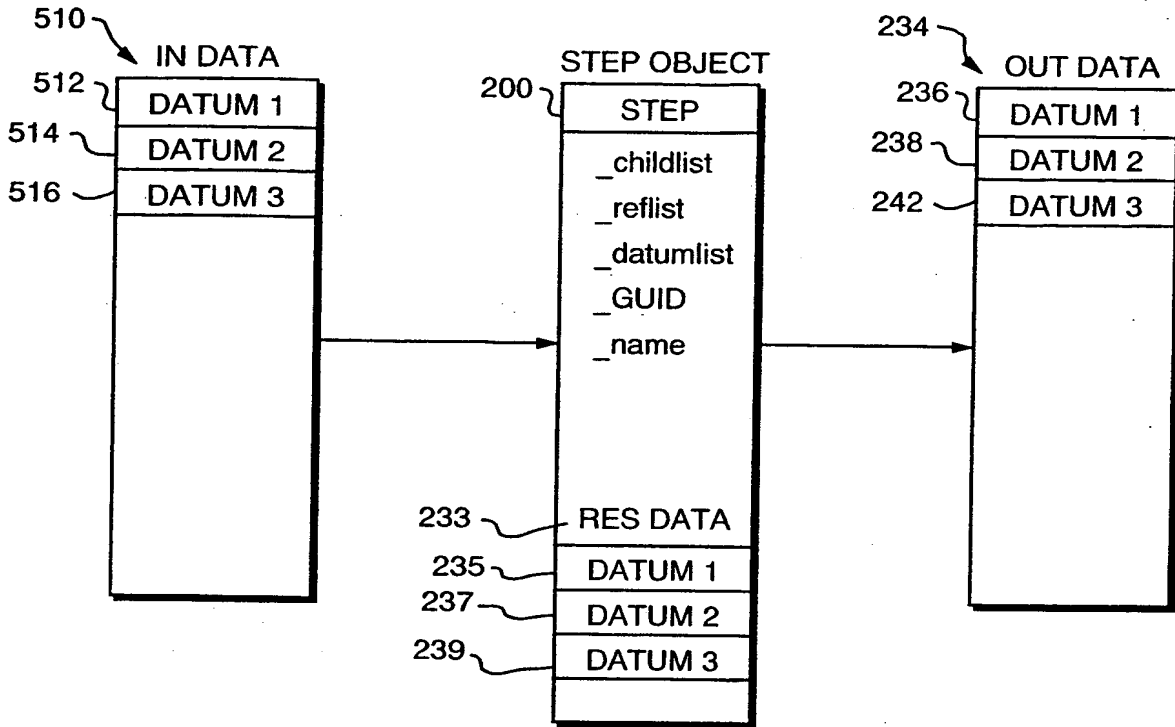 510
IN DATA
512
DATUM 1
514
DATUM 2
516
DATUM 3
STEP OBJECT
200
STEP
_childlist
_reflist
_datumlist
_GUID
_name
233
RES DATA
235
DATUM 1
237
DATUM 2
239
DATUM 3
234
OUT DATA
236
DATUM 1
238
DATUM 2
242
DATUM 3